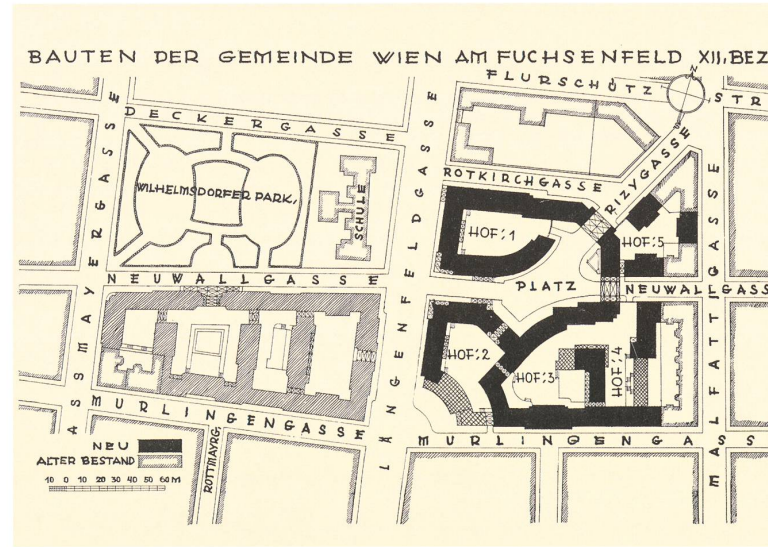 BAUTEN DER GEMEINDE WIEN AM FUCHSENFELD XII, BEZ
FLURSCHÜTZ
STR
N
S
DECKERGASSE
WILHELMSDORFER PARK,
SCHULE
ROTKIRCHGASSE
RIZYGASSE
HOF:1
HOF:5
PLATZ
NEUWALLGASSE
NEUWALLGASS
ASSMAYERGASSE
LÄNGENFELDGASSE
MALFATTIGASSE
HOF:2
HOF:3
HOF:4
MURLINGENGASSE
MURLINGENGASS
ROTTMAYRG.
NEU
ALTER BESTAND
10 0 10 20 30 40 50 60 M